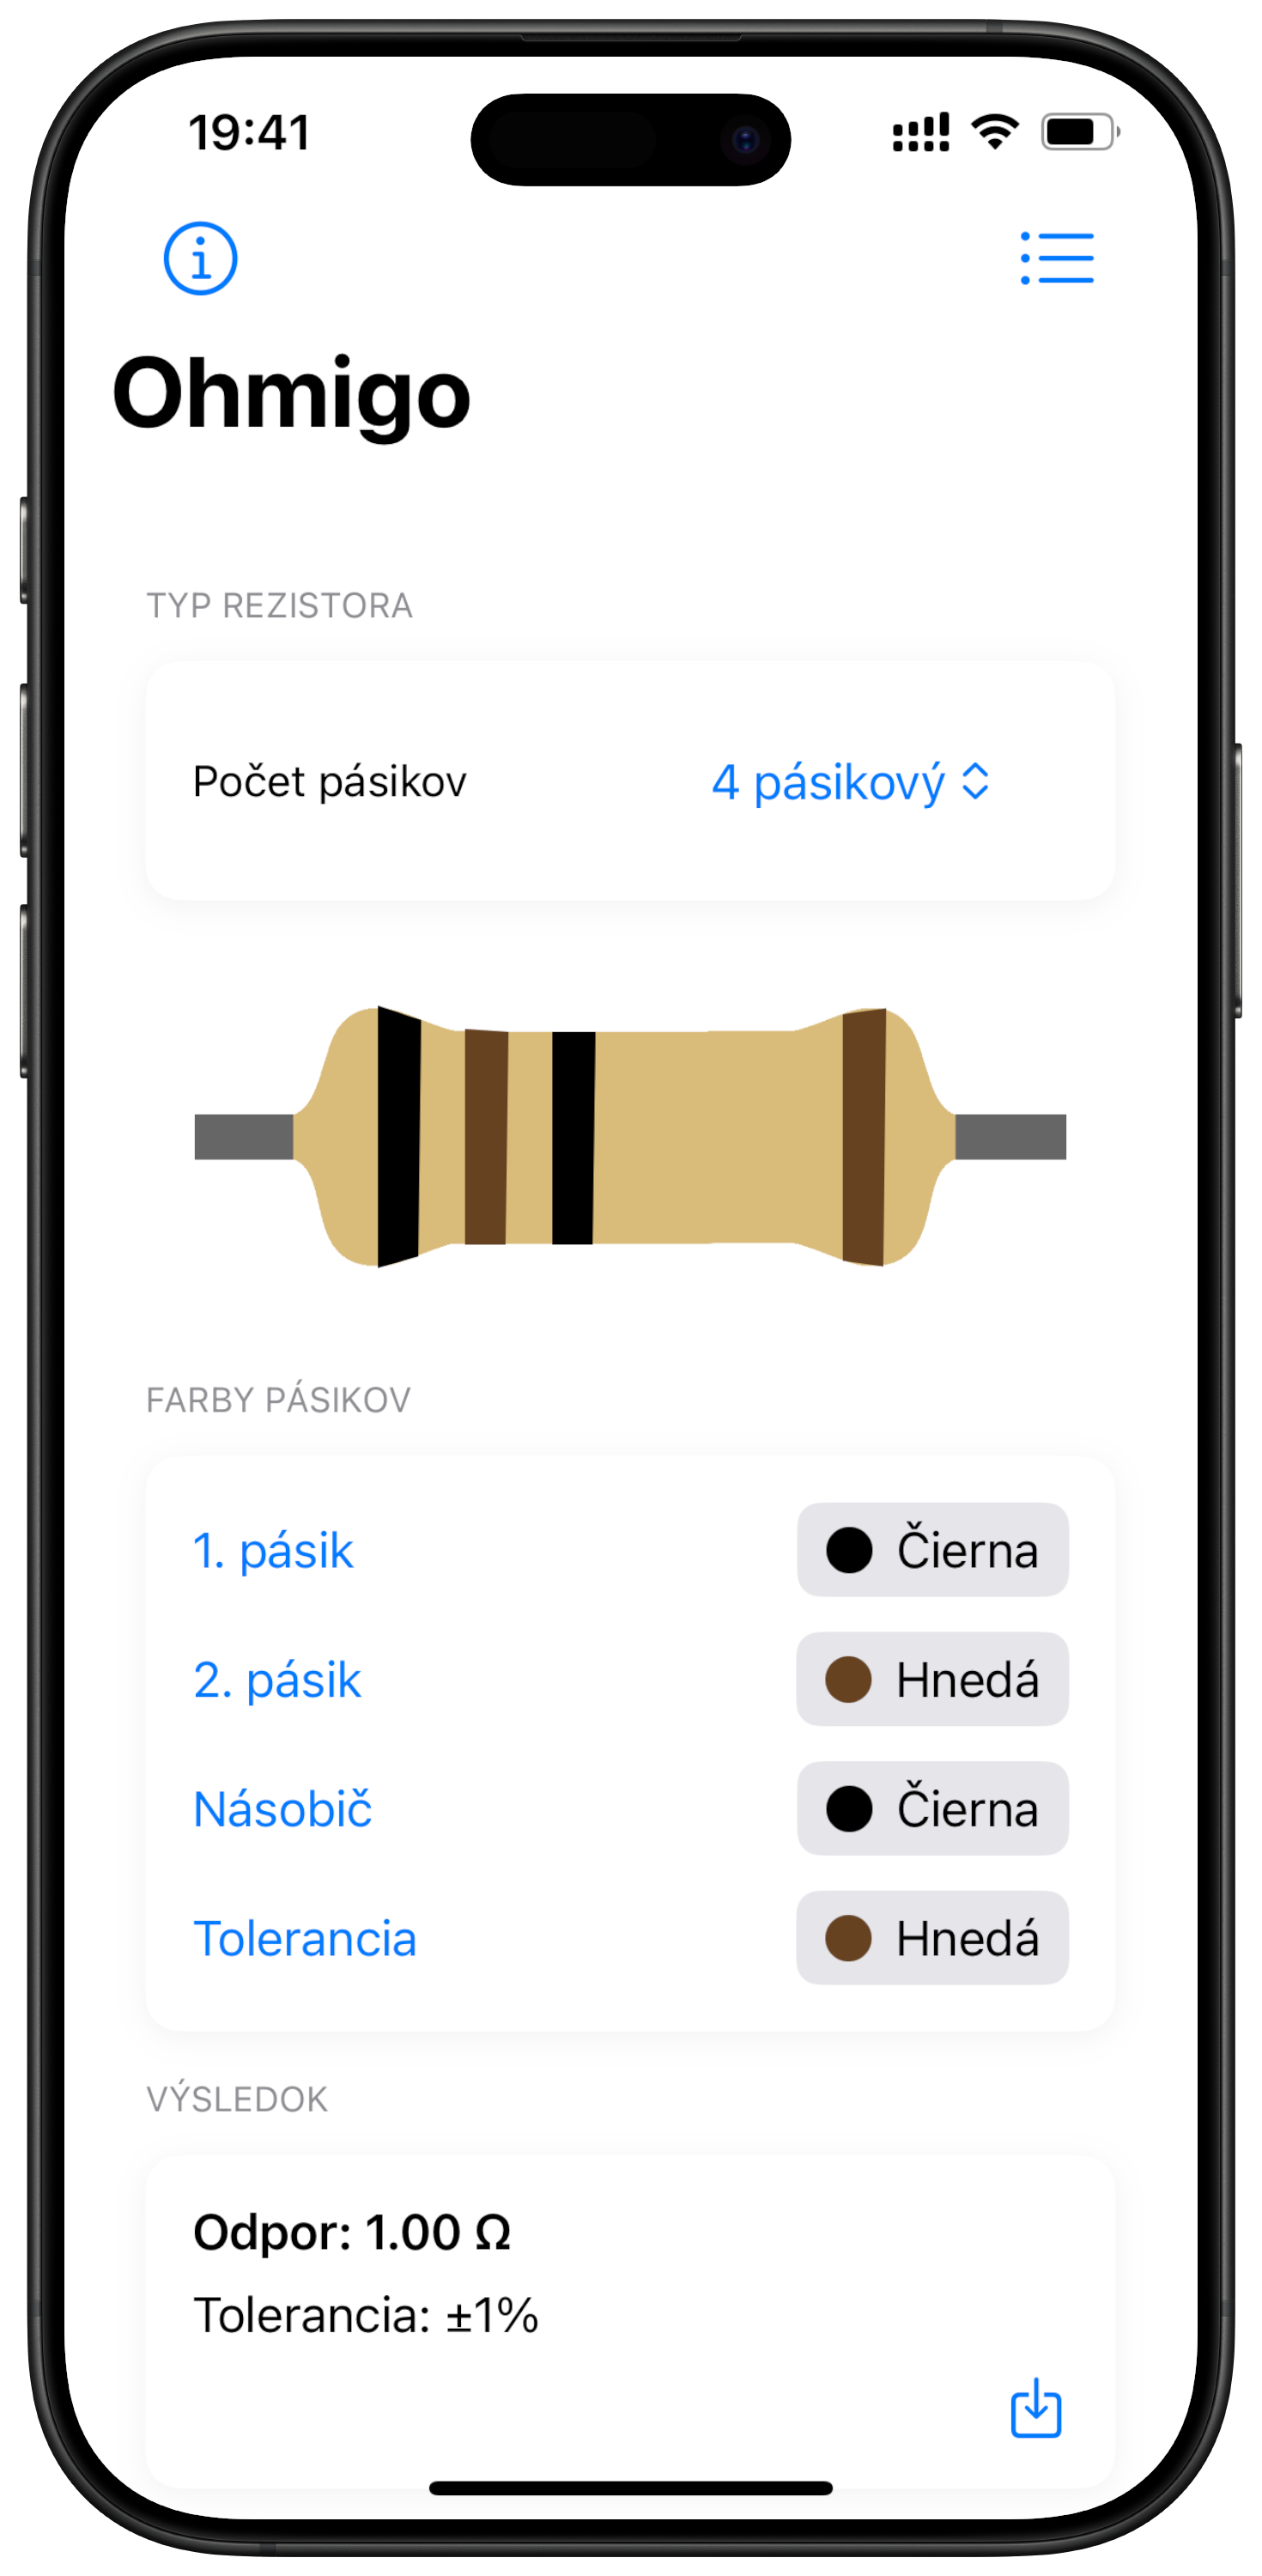 19:41
Ohmigo
TYP REZISTORA
Počet pásikov 4 pásikový
FARBY PÁSIKOV
1. pásik Čierna
2. pásik Hnedá
Násobič Čierna
Tolerancia Hnedá
VÝSLEDOK
Odpor: 1.00 Ω
Tolerancia: ±1%